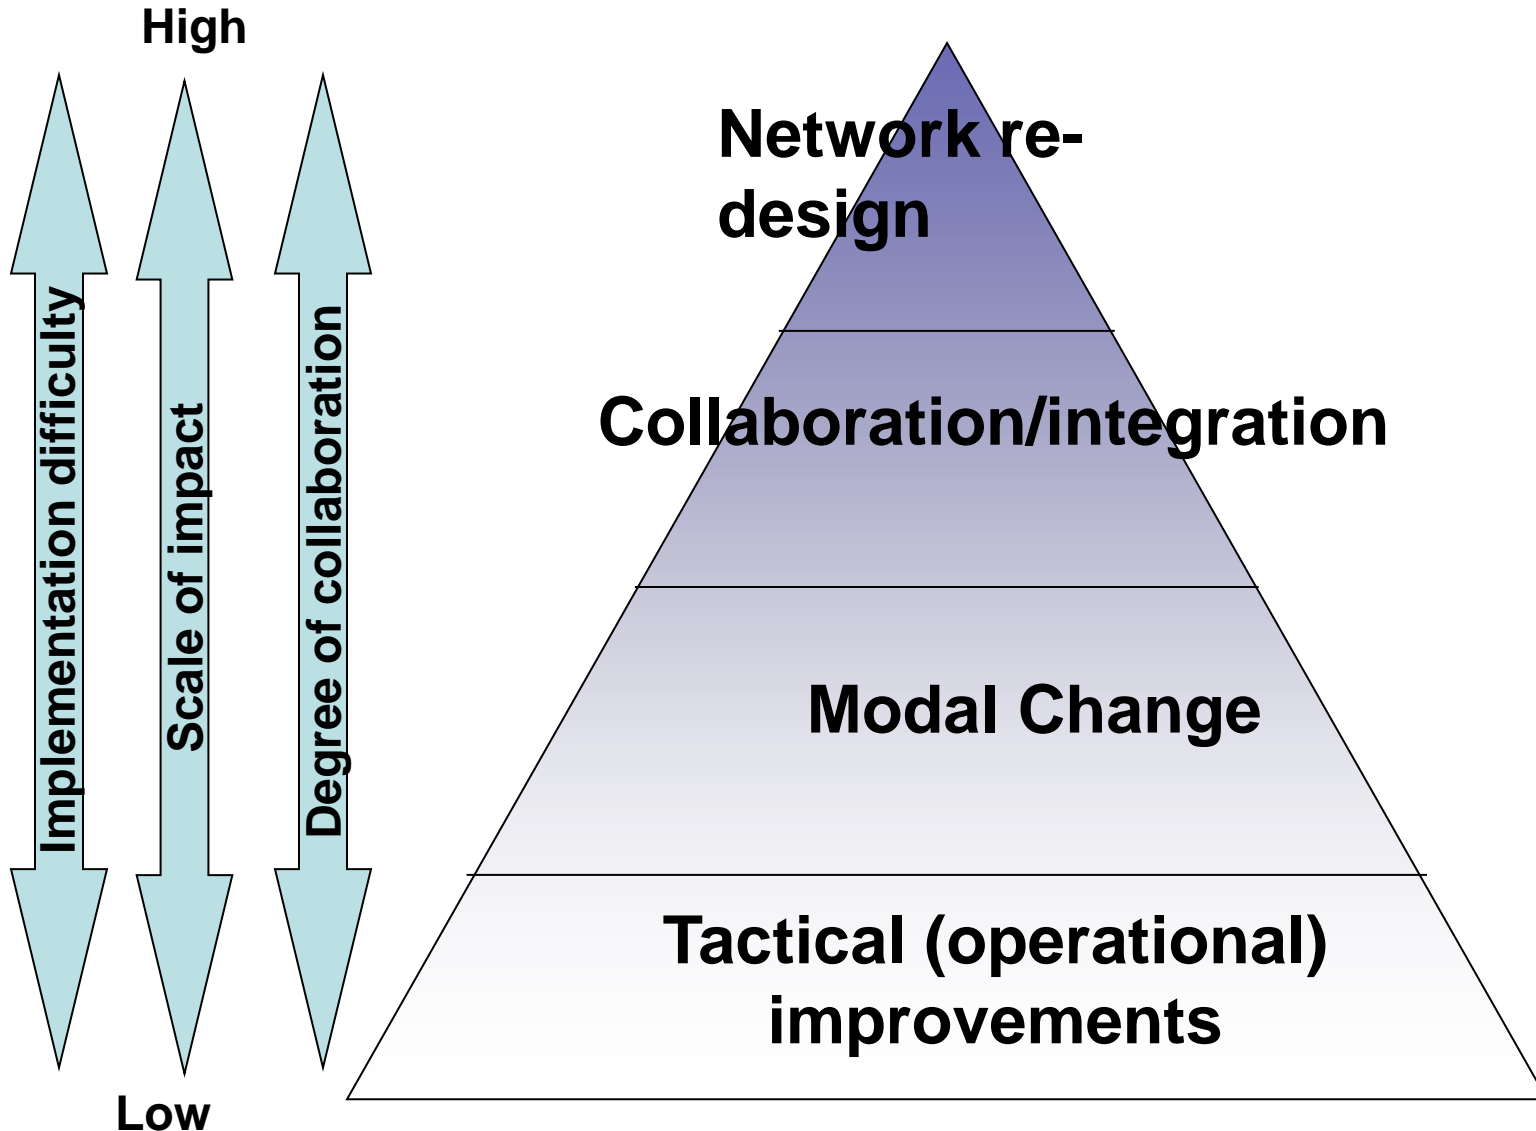 High
Implementation difficulty
Scale of impact
Degree of collaboration
Low
Network re-
design
Collaboration/integration
Modal Change
Tactical (operational)
improvements